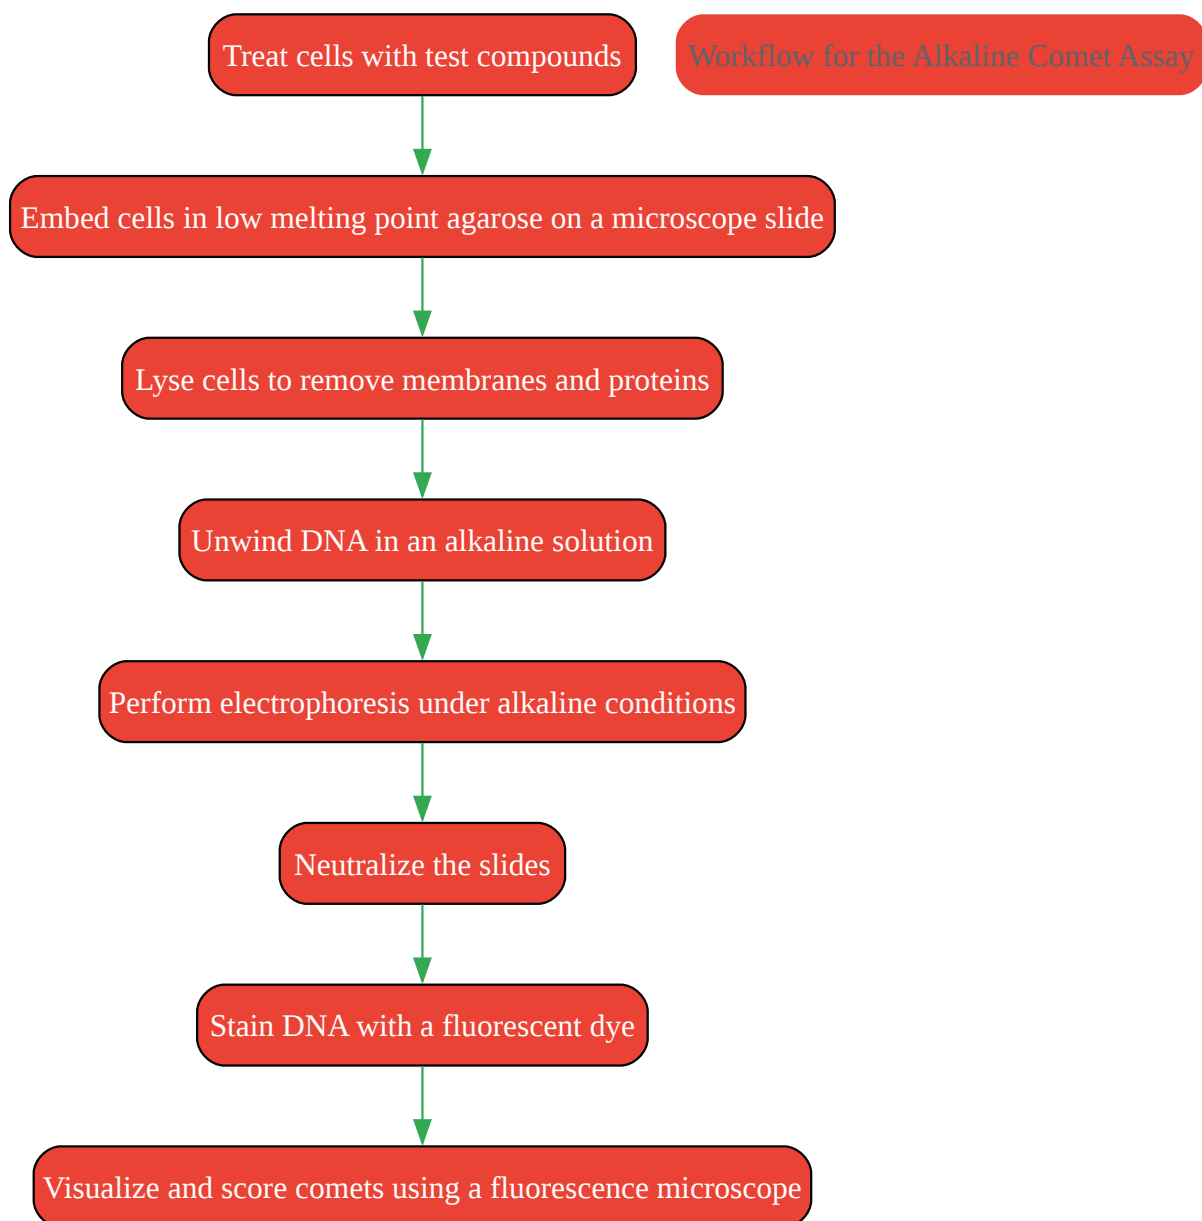 Treat cells with test compounds
Workflow for the Alkaline Comet Assay
Embed cells in low melting point agarose on a microscope slide
Lyse cells to remove membranes and proteins
Unwind DNA in an alkaline solution
Perform electrophoresis under alkaline conditions
Neutralize the slides
Stain DNA with a fluorescent dye
Visualize and score comets using a fluorescence microscope